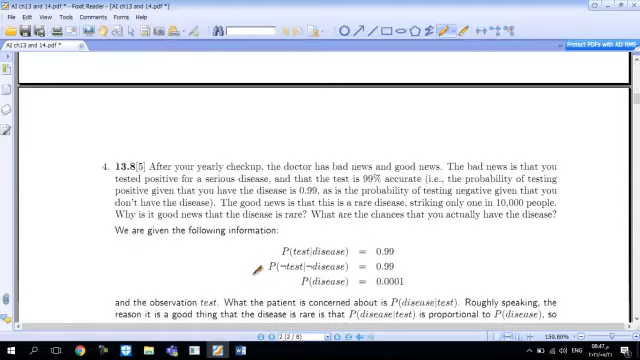 AI ch13 and 14.pdf * - Foxit Reader
File Edit View Tools Comments Forms Help
AI ch13 and 14.pdf *
Protect PDFs with AD RMS
4. 13.8[5] After your yearly checkup, the doctor has bad news and good news. The bad news is that you
tested positive for a serious disease, and that the test is 99% accurate (i.e., the probability of testing
positive given that you have the disease is 0.99, as is the probability of testing negative given that you
don't have the disease). The good news is that this is a rare disease, striking only one in 10,000 people.
Why is it good news that the disease is rare? What are the chances that you actually have the disease?
We are given the following information
P(test|disease) = 0.99
P(¬test|¬disease) = 0.99
P(disease) = 0.0001
and the observation test. What the patient is concerned about is P(disease|test). Roughly speaking, the
reason it is a good thing that the disease is rare is that P(disease|test) is proportional to P(disease), so
2 (2 / 8)
159.80%
08:47 م